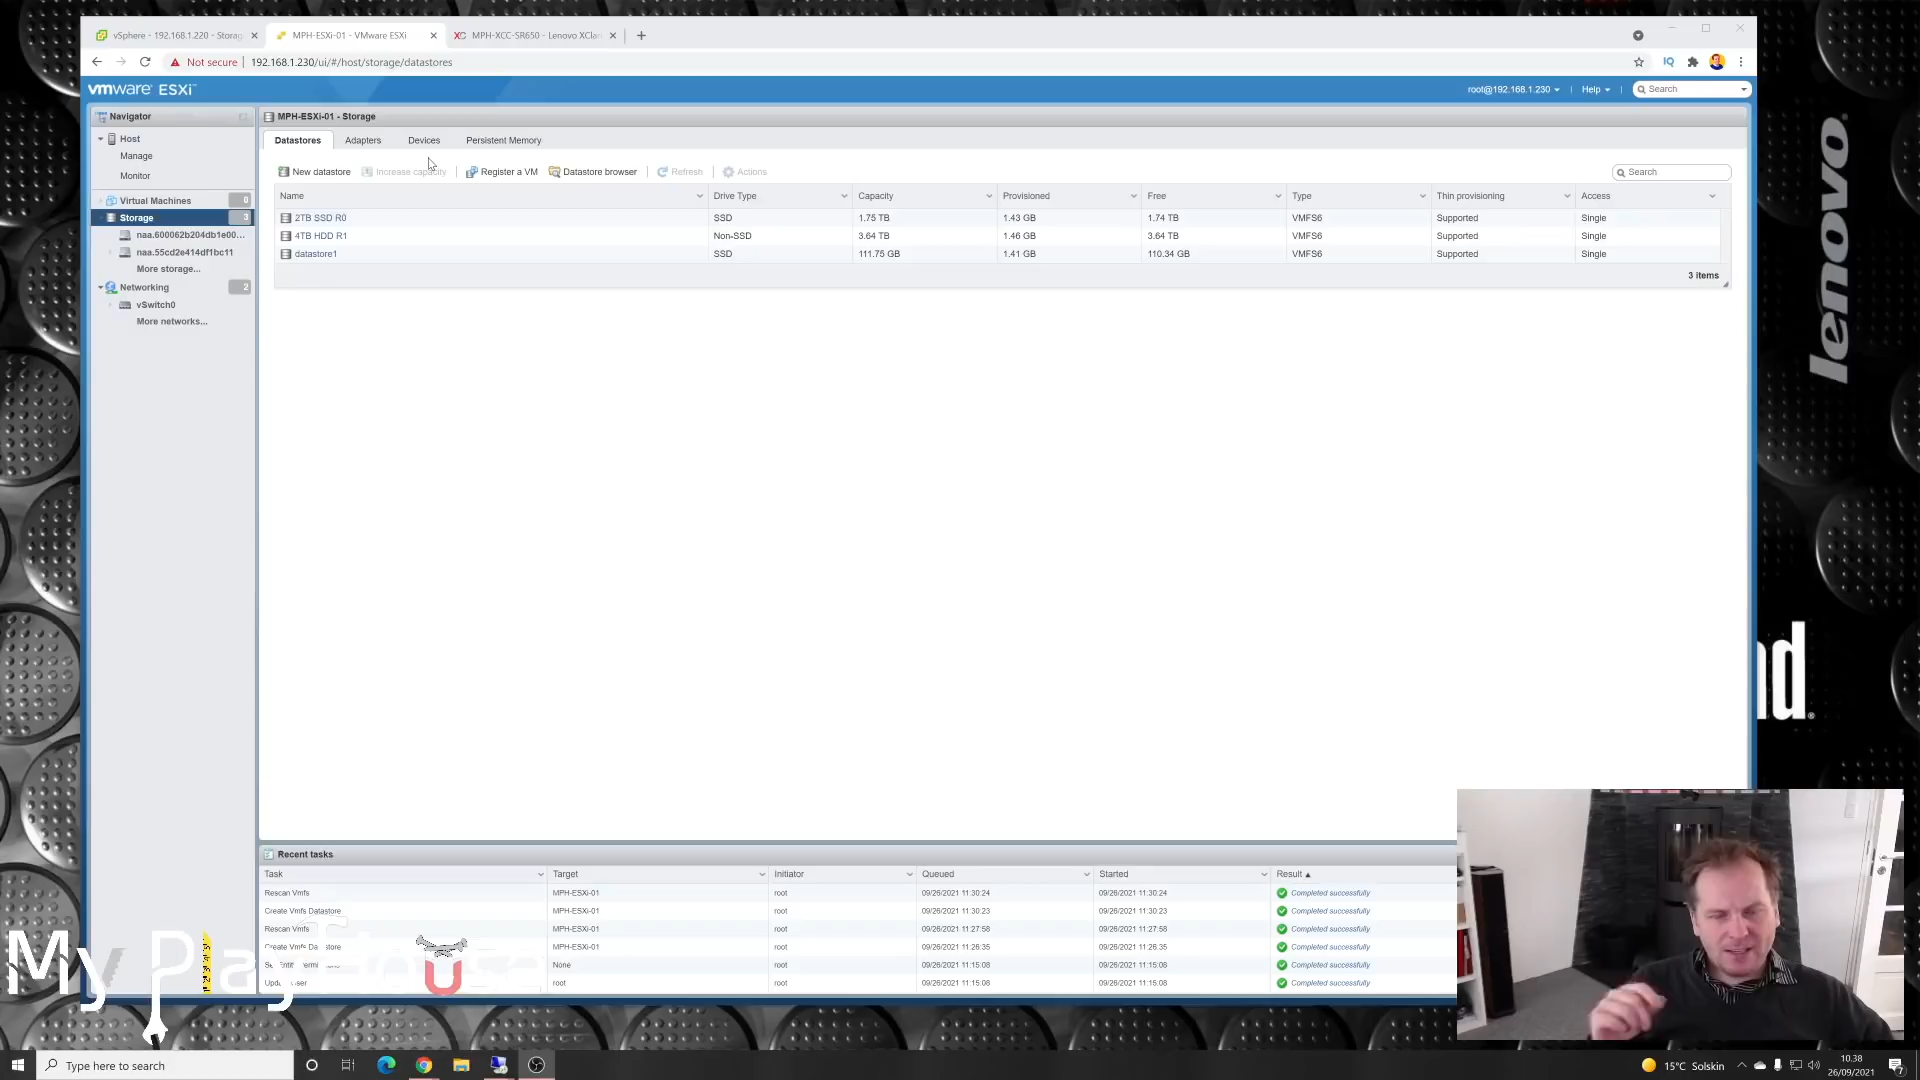 vSphere - 192.168.1.220 - Storag
MPH-ESXi-01 - VMware ESXi
MPH-XCC-SR650 - Lenovo XClar
Not secure
192.168.1.230/ui/#/host/storage/datastores
vmware ESXi
root@192.168.1.230
Help
Search
Navigator
MPH-ESXi-01 - Storage
Host
Manage
Monitor
Virtual Machines 0
Storage 3
naa.600062b204db1e00...
naa.55cd2e414df1bc11
More storage...
Networking 2
vSwitch0
More networks...
Datastores Adapters Devices Persistent Memory
New datastore Increase capacity Register a VM Datastore browser Refresh Actions Search
Name Drive Type Capacity Provisioned Free Type Thin provisioning Access
2TB SSD R0 SSD 1.75 TB 1.43 GB 1.74 TB VMFS6 Supported Single
4TB HDD R1 Non-SSD 3.64 TB 1.46 GB 3.64 TB VMFS6 Supported Single
datastore1 SSD 111.75 GB 1.41 GB 110.34 GB VMFS6 Supported Single
3 items
lenovo
Recent tasks
Task Target Initiator Queued Started Result
Rescan Vmfs MPH-ESXi-01 root 09/26/2021 11:30:24 09/26/2021 11:30:24 Completed successfully
Create Vmfs Datastore MPH-ESXi-01 root 09/26/2021 11:30:23 09/26/2021 11:30:23 Completed successfully
Rescan Vmfs MPH-ESXi-01 root 09/26/2021 11:27:58 09/26/2021 11:27:58 Completed successfully
Create Vmfs MPH-ESXi-01 root 09/26/2021 11:26:35 09/26/2021 11:26:35 Completed successfully
None 09/26/2021 11:15:08 09/26/2021 11:15:08 Completed successfully
root root 09/26/2021 11:15:08 09/26/2021 11:15:08 Completed successfully
My
Type here to search
15°C Solskin
10.38
26/09/2021
7